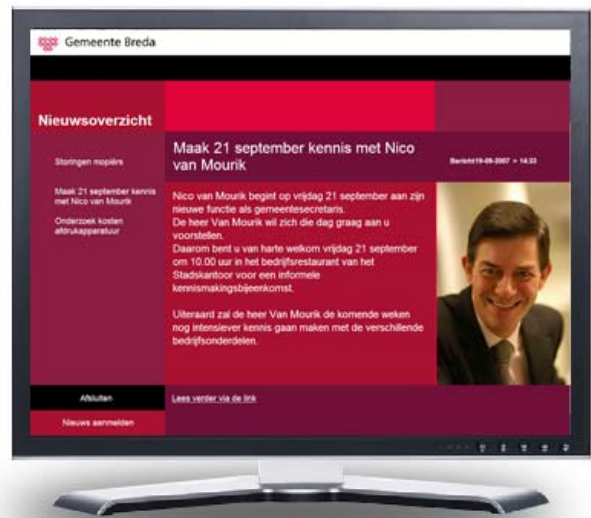 Gemeente Breda
Nieuwsoverzicht
Storingen mopiërs
Maak 21 september kennis
met Nico van Mourik
Onderzoek kosten
afdrukapparatuur
Maak 21 september kennis met Nico
van Mourik
Bericht19-09-2007 > 14:33
Nico van Mourik begint op vrijdag 21 september aan zijn
nieuwe functie als gemeentesecretaris.
De heer Van Mourik wil zich die dag graag aan u
voorstellen.
Daarom bent u van harte welkom vrijdag 21 september
om 10.00 uur in het bedrijfsrestaurant van het
Stadskantoor voor een informele
kennismakingsbijeenkomst.
Uiteraard zal de heer Van Mourik de komende weken
nog intensiever kennis gaan maken met de verschillende
bedrijfsonderdelen.
Afsluiten
Lees verder via de link
Nieuws aanmelden